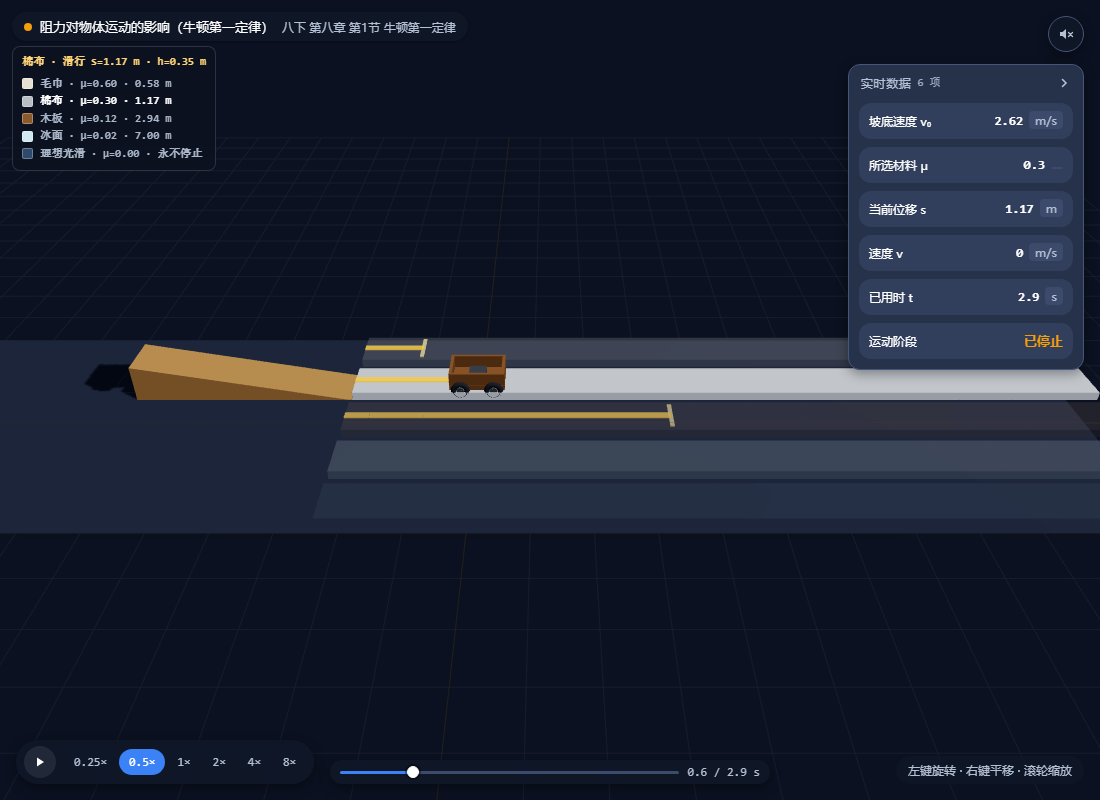 阻力对物体运动的影响（牛顿第一定律） 八下 第八章 第1节 牛顿第一定律
棉布 · 滑行 s=1.17 m · h=0.35 m
毛巾 · μ=0.60 · 0.58 m
棉布 · μ=0.30 · 1.17 m
木板 · μ=0.12 · 2.94 m
冰面 · μ=0.02 · 7.00 m
理想光滑 · μ=0.00 · 永不停止
实时数据 6 项
坡底速度 v₀ 2.62 m/s
所选材料 μ 0.3
当前位移 s 1.17 m
速度 v 0 m/s
已用时 t 2.9 s
运动阶段 已停止
0.25× 0.5× 1× 2× 4× 8×
0.6 / 2.9 s
左键旋转 · 右键平移 · 滚轮缩放